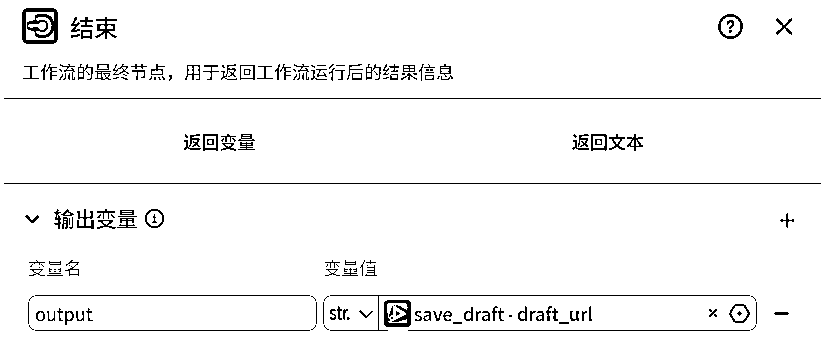 结束
工作流的最终节点，用于返回工作流运行后的结果信息
返回变量 返回文本
输出变量
变量名 变量值
output str. save_draft - draft_url